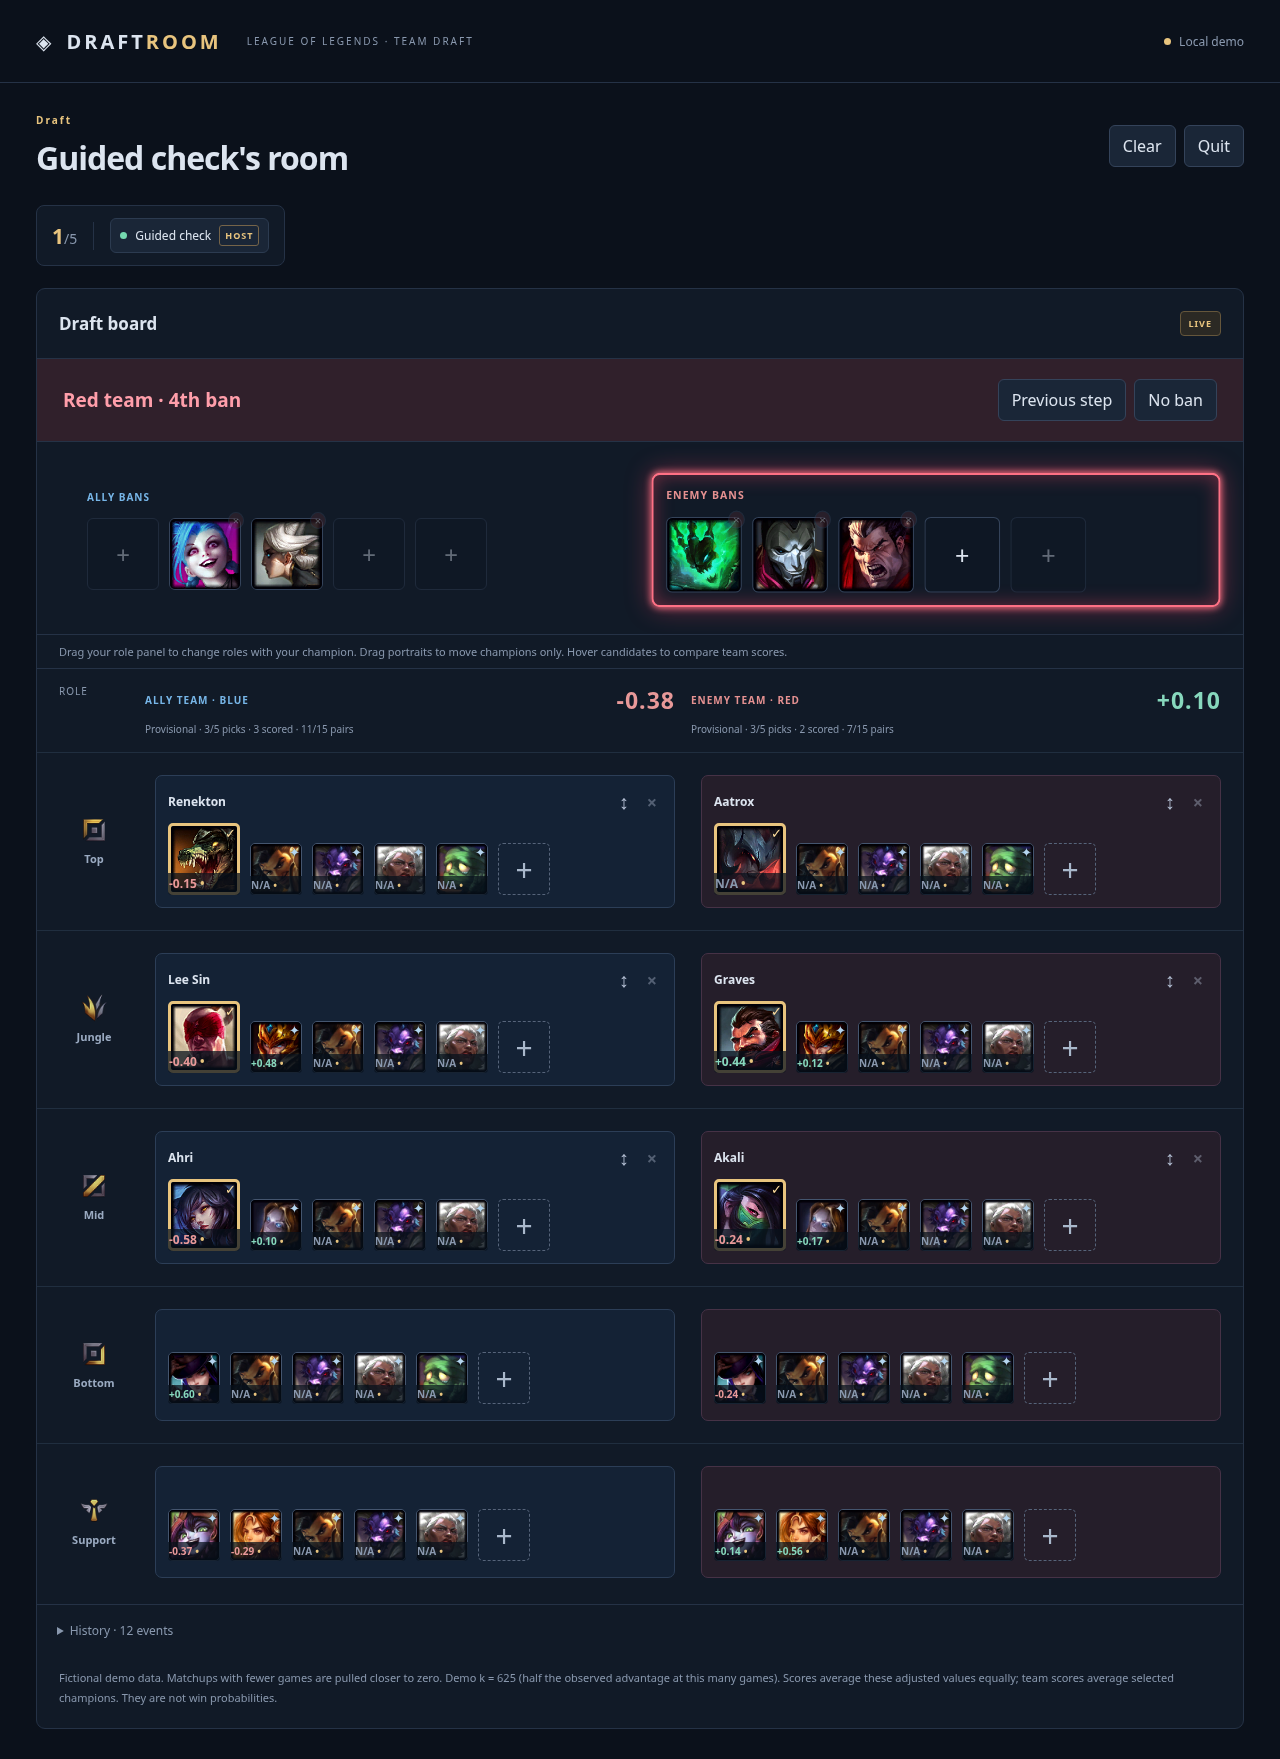 ◈ DRAFTROOM LEAGUE OF LEGENDS · TEAM DRAFT
Local demo
Draft
Guided check's room
Clear Quit
1/5 Guided check HOST
Draft board
LIVE
Red team · 4th ban
Previous step No ban
ALLY BANS
+ + +
ENEMY BANS
+ +
Drag your role panel to change roles with your champion. Drag portraits to move champions only. Hover candidates to compare team scores.
ROLE
ALLY TEAM · BLUE -0.38
Provisional · 3/5 picks · 3 scored · 11/15 pairs
ENEMY TEAM · RED +0.10
Provisional · 3/5 picks · 2 scored · 7/15 pairs
Top
Renekton ↕ ×
-0.15 • N/A • N/A • N/A • N/A • +
Aatrox ↕ ×
N/A • N/A • N/A • N/A • N/A • +
Jungle
Lee Sin ↕ ×
-0.40 • +0.48 • N/A • N/A • N/A • +
Graves ↕ ×
+0.44 • +0.12 • N/A • N/A • N/A • +
Mid
Ahri ↕ ×
-0.58 • +0.10 • N/A • N/A • N/A • +
Akali ↕ ×
-0.24 • +0.17 • N/A • N/A • N/A • +
Bottom
+0.60 • N/A • N/A • N/A • N/A • +
-0.24 • N/A • N/A • N/A • N/A • +
Support
-0.37 • -0.29 • N/A • N/A • N/A • +
+0.14 • +0.56 • N/A • N/A • N/A • +
▶ History · 12 events
Fictional demo data. Matchups with fewer games are pulled closer to zero. Demo k = 625 (half the observed advantage at this many games). Scores average these adjusted values equally; team scores average selected
champions. They are not win probabilities.